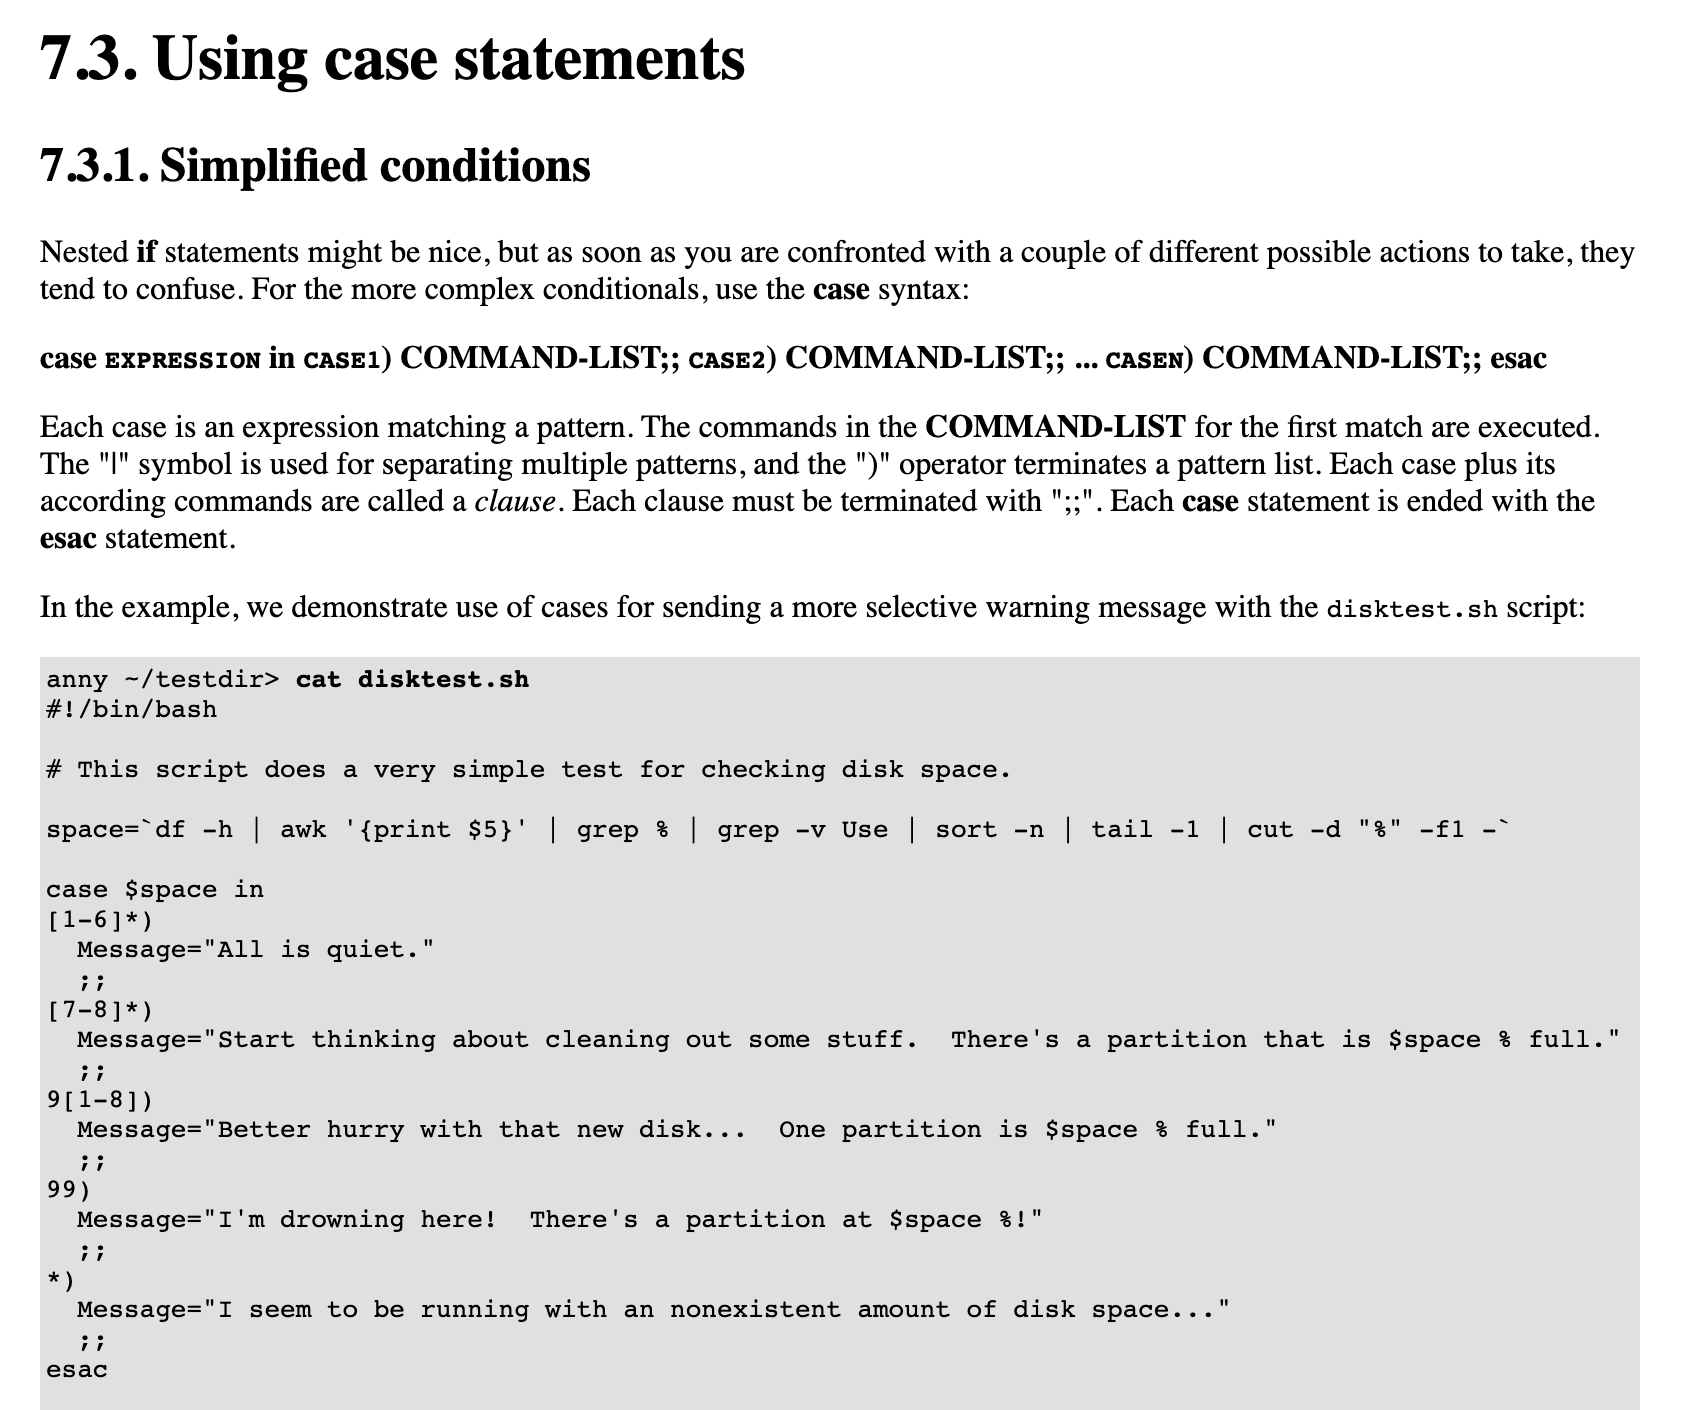 7.3. Using case statements
7.3.1. Simplified conditions
Nested if statements might be nice, but as soon as you are confronted with a couple of different possible actions to take, they
tend to confuse. For the more complex conditionals, use the case syntax:
case EXPRESSION in CASE1) COMMAND-LIST;; CASE2) COMMAND-LIST;; ... CASEN) COMMAND-LIST;; esac
Each case is an expression matching a pattern. The commands in the COMMAND-LIST for the first match are executed.
The "|" symbol is used for separating multiple patterns, and the ")" operator terminates a pattern list. Each case plus its
according commands are called a clause. Each clause must be terminated with ";;". Each case statement is ended with the
esac statement.
In the example, we demonstrate use of cases for sending a more selective warning message with the disktest.sh script:
anny ~/testdir> cat disktest.sh
#!/bin/bash
# This script does a very simple test for checking disk space.
space=`df -h | awk '{print $5}' | grep % | grep -v Use | sort -n | tail -1 | cut -d "%" -f1 -`
case $space in
[1-6]*)
  Message="All is quiet."
  ;;
[7-8]*)
  Message="Start thinking about cleaning out some stuff.  There's a partition that is $space % full."
  ;;
9[1-8])
  Message="Better hurry with that new disk...  One partition is $space % full."
  ;;
99)
  Message="I'm drowning here!  There's a partition at $space %!"
  ;;
*)
  Message="I seem to be running with an nonexistent amount of disk space..."
  ;;
esac